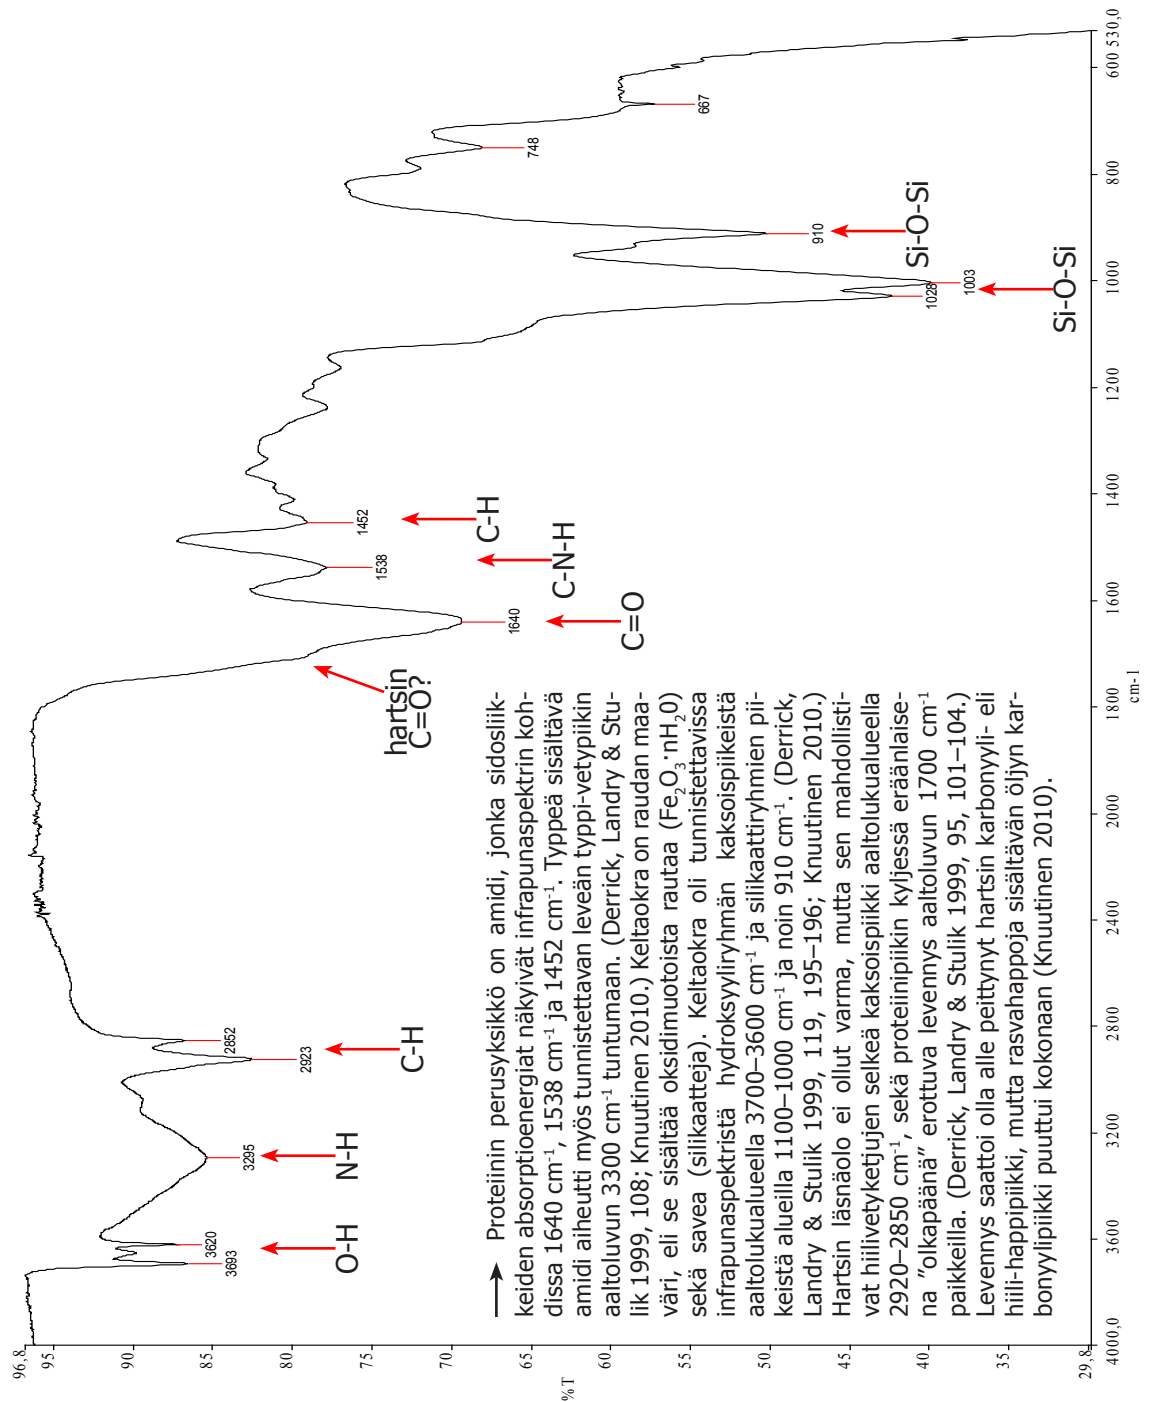 96,8
95
90
85
80
75
70
65
60
55
50
45
40
35
29,8
%T
4000,0
3600
3200
2800
2400
2000
1800
1600
1400
1200
1000
800
600
530,0
cm-1
3693
3620
3295
2923
2852
1640
1538
1452
1028
1003
910
748
667
O-H
N-H
C-H
hartsin
C=O?
C=O
C-N-H
C-H
Si-O-Si
Si-O-Si
Proteiinin perusyksikkö on amidi, jonka sidosliik-
keiden absorptioenergiat näkyivät infrapunaspektrin koh-
dissa 1640 cm⁻¹, 1538 cm⁻¹ ja 1452 cm⁻¹. Typpeä sisältävä
amidi aiheutti myös tunnistettavan leveän typpi-vetypiikin
aaltoluvun 3300 cm⁻¹ tuntumaan. (Derrick, Landry & Stu-
lik 1999, 108; Knuutinen 2010.) Keltaokra on raudan maa-
väri, eli se sisältää oksidimuotoista rautaa (Fe₂O₃·nH₂0)
sekä savea (silikaatteja). Keltaokra oli tunnistettavissa
infrapunaspektristä hydroksyyliryhmän kaksoispiikeistä
aaltolukualueella 3700–3600 cm⁻¹ ja silikaattiryhmien pii-
keistä alueilla 1100–1000 cm⁻¹ ja noin 910 cm⁻¹. (Derrick,
Landry & Stulik 1999, 119, 195–196; Knuutinen 2010.)
Hartsin läsnäolo ei ollut varma, mutta sen mahdollisti-
vat hiilivetyketjujen selkeä kaksoispiikki aaltolukualueella
2920–2850 cm⁻¹, sekä proteiinipiikin kyljessä eräänlaise-
na ”olkapäänä” erottuva levennys aaltoluvun 1700 cm⁻¹
paikkeilla. (Derrick, Landry & Stulik 1999, 95, 101–104.)
Levennys saattoi olla alle peittynyt hartsin karbonyyli- eli
hiili-happipiikki, mutta rasvahappoja sisältävän öljyn kar-
bonyylipiikki puuttui kokonaan (Knuutinen 2010).